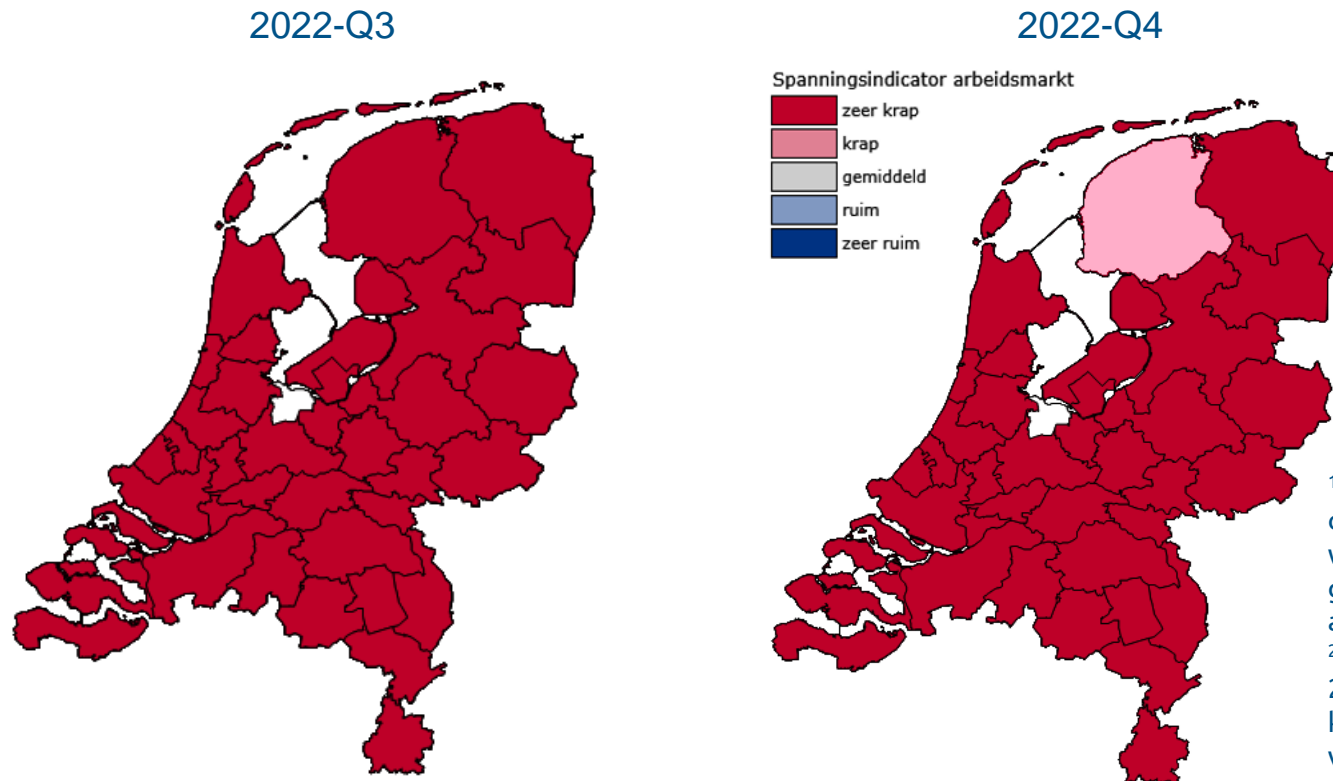 2022-Q3
2022-Q4
Spanningsindicator arbeidsmarkt
zeer krap
krap
gemiddeld
ruim
zeer ruim